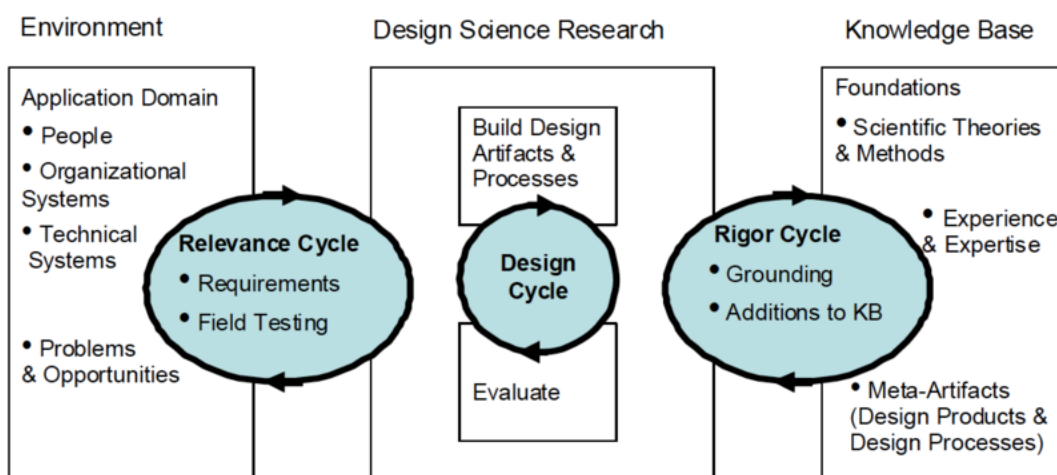 Environment
Design Science Research
Knowledge Base
Application Domain
• People
• Organizational
Systems
• Technical
Systems
• Problems
& Opportunities
Relevance Cycle
• Requirements
• Field Testing
Build Design
Artifacts &
Processes
Design
Cycle
Evaluate
Rigor Cycle
• Grounding
• Additions to KB
Foundations
• Scientific Theories
& Methods
• Experience
& Expertise
• Meta-Artifacts
(Design Products &
Design Processes)